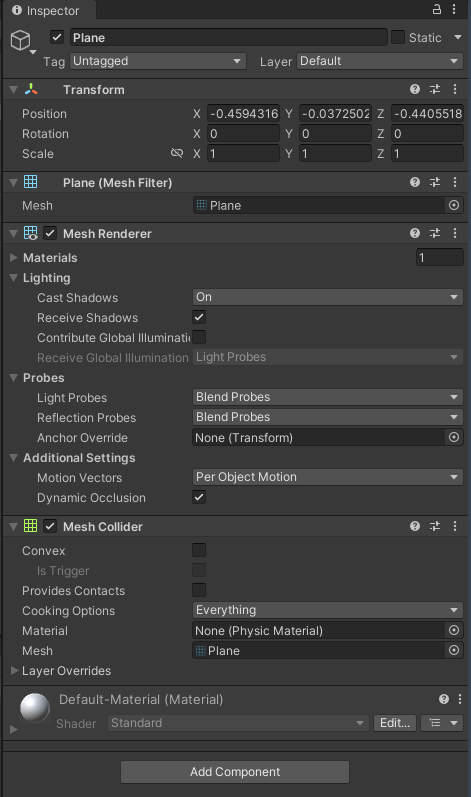 Inspector
Plane Static
Tag Untagged Layer Default
Transform
Position X -0.4594316 Y -0.0372502 Z -0.4405518
Rotation X 0 Y 0 Z 0
Scale X 1 Y 1 Z 1
Plane (Mesh Filter)
Mesh Plane
Mesh Renderer
Materials 1
Lighting
Cast Shadows On
Receive Shadows
Contribute Global Illuminati
Receive Global Illumination Light Probes
Probes
Light Probes Blend Probes
Reflection Probes Blend Probes
Anchor Override None (Transform)
Additional Settings
Motion Vectors Per Object Motion
Dynamic Occlusion
Mesh Collider
Convex
Is Trigger
Provides Contacts
Cooking Options Everything
Material None (Physic Material)
Mesh Plane
Layer Overrides
Default-Material (Material)
Shader Standard Edit...
Add Component